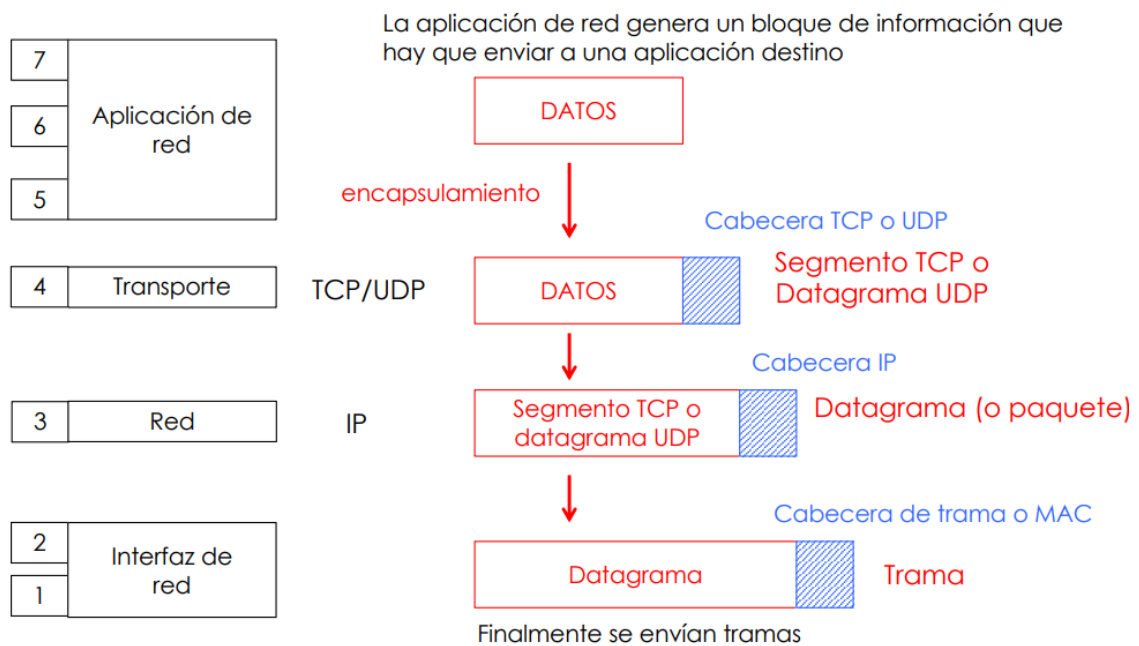 La aplicación de red genera un bloque de información que
hay que enviar a una aplicación destino
7
6
5
Aplicación de
red
DATOS
encapsulamiento
Cabecera TCP o UDP
4
Transporte
TCP/UDP
DATOS
Segmento TCP o
Datagrama UDP
Cabecera IP
3
Red
IP
Segmento TCP o
datagrama UDP
Datagrama (o paquete)
Cabecera de trama o MAC
2
1
Interfaz de
red
Datagrama
Trama
Finalmente se envían tramas